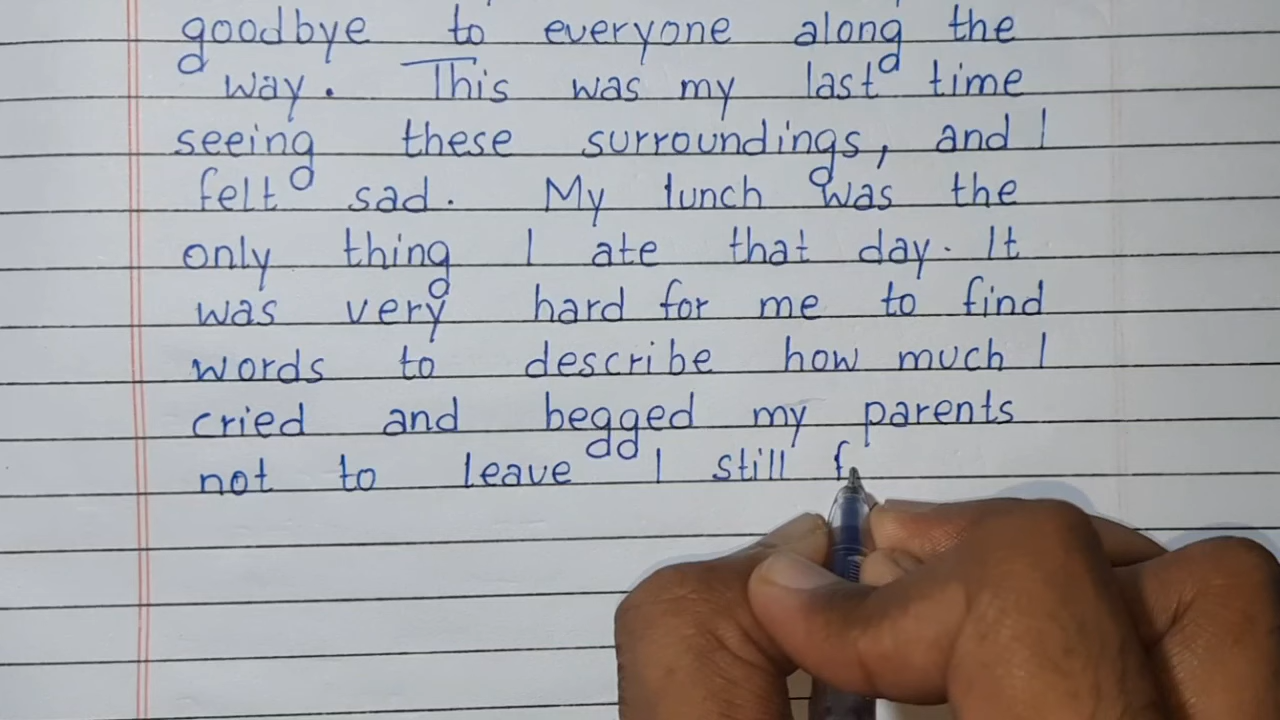 goodbye to everyone along the
way. This was my last time
seeing these surroundings, and I
felt sad. My lunch was the
only thing I ate that day. It
was very hard for me to find
words to describe how much I
cried and begged my parents
not to leave I still f